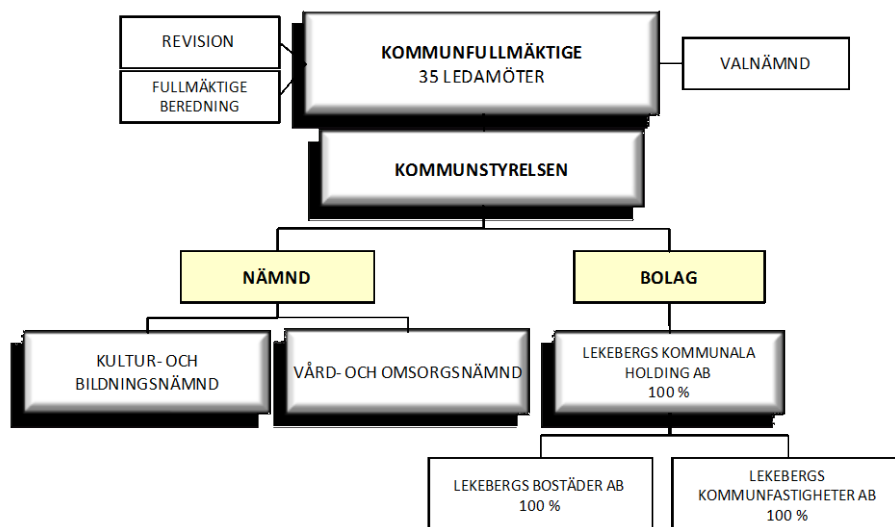 REVISION
FULLMÄKTIGE
BEREDNING
KOMMUNFULLMÄKTIGE
35 LEDAMÖTER
VALNÄMND
KOMMUNSTYRELSEN
NÄMND
BOLAG
KULTUR- OCH
BILDNINGSNÄMND
VÅRD- OCH OMSORGSNÄMND
LEKEBERGS KOMMUNALA
HOLDING AB
100 %
LEKEBERGS BOSTÄDER AB
100 %
LEKEBERGS
KOMMUNFASTIGHETER AB
100 %